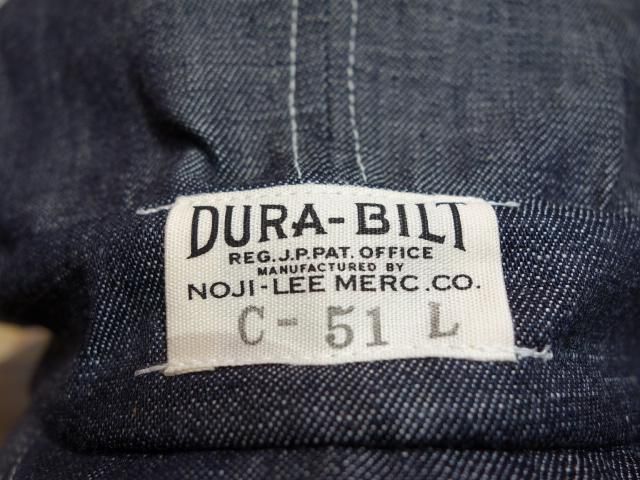 DURA-BILT
REG. J.P.PAT. OFFICE
MANUFACTURED BY
NOJI-LEE MERC.CO.
C-51 L